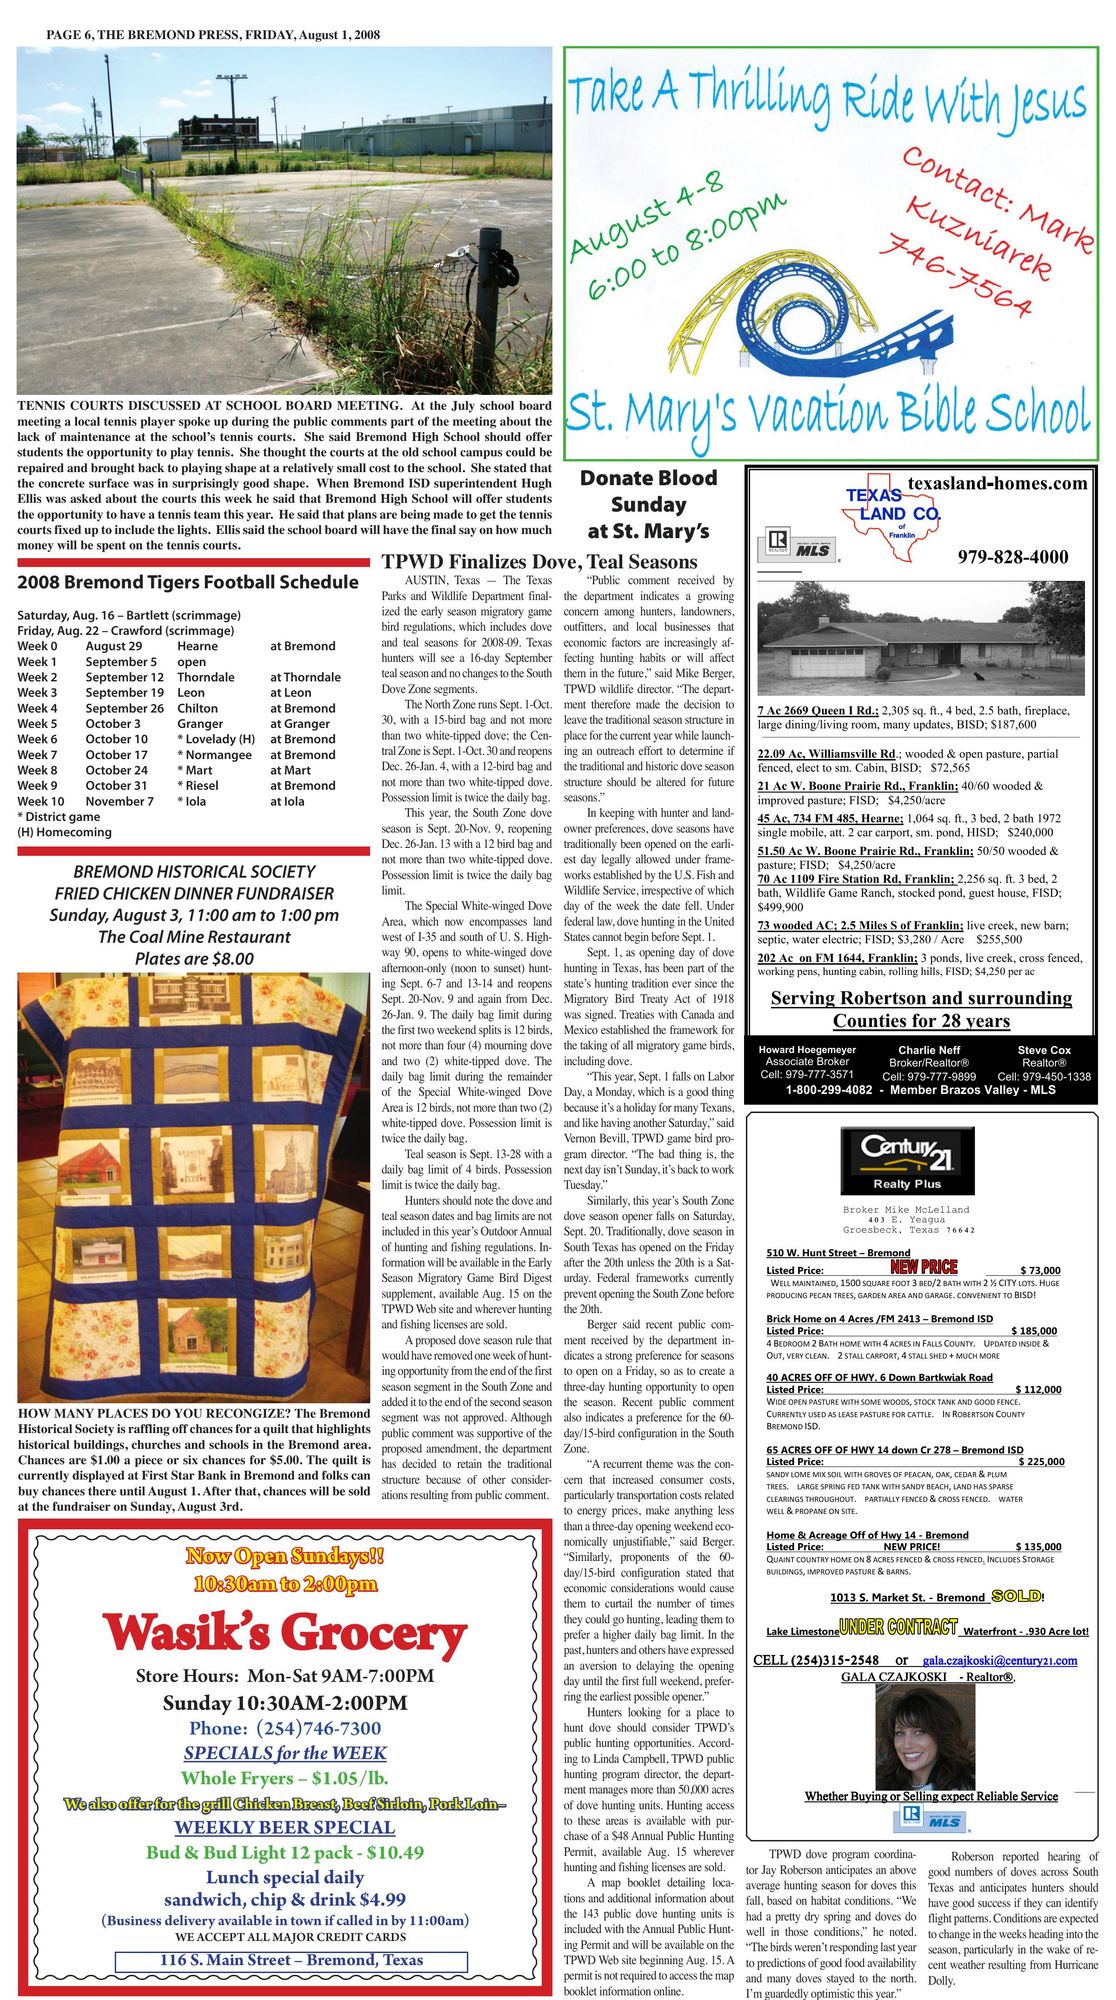 PAGE 6, THE BREMOND PRESS, FRIDAY, August 1, 2008
TENNIS COURTS DISCUSSED AT SCHOOL BOARD MEETING. At the July school board
meeting a local tennis player spoke up during the public comments part of the meeting about the
lack of maintenance at the school's tennis courts. She said Bremond High School should offer
students the opportunity to play tennis. She thought the courts at the old school campus could be
repaired and brought back to playing shape at a relatively small cost to the school. She stated that
the concrete surface was in surprisingly good shape. When Bremond ISD superintendent Hugh
Ellis was asked about the courts this week he said that Bremond High School will offer students
the opportunity to have a tennis team this year. He said that plans are being made to get the tennis
courts fixed up to include the lights. Ellis said the school board will have the final say on how much
money will be spent on the tennis courts.
Take A Thrilling Ride With Jesus
August 4-8
6:00 to 8:00pm
Contact: Mark
Kuzniarek
746-7564
St. Mary's Vacation Bible School
2008 Bremond Tigers Football Schedule
Saturday, Aug. 16 – Bartlett (scrimmage)
Friday, Aug. 22 – Crawford (scrimmage)
Week 0 August 29 Hearne at Bremond
Week 1 September 5 open
Week 2 September 12 Thorndale at Thorndale
Week 3 September 19 Leon at Leon
Week 4 September 26 Chilton at Bremond
Week 5 October 3 Granger at Granger
Week 6 October 10 * Lovelady (H) at Bremond
Week 7 October 17 * Normangee at Bremond
Week 8 October 24 * Mart at Mart
Week 9 October 31 * Riesel at Bremond
Week 10 November 7 * Iola at Iola
* District game
(H) Homecoming
BREMOND HISTORICAL SOCIETY
FRIED CHICKEN DINNER FUNDRAISER
Sunday, August 3, 11:00 am to 1:00 pm
The Coal Mine Restaurant
Plates are $8.00
HOW MANY PLACES DO YOU RECONGIZE? The Bremond
Historical Society is raffling off chances for a quilt that highlights
historical buildings, churches and schools in the Bremond area.
Chances are $1.00 a piece or six chances for $5.00. The quilt is
currently displayed at First Star Bank in Bremond and folks can
buy chances there until August 1. After that, chances will be sold
at the fundraiser on Sunday, August 3rd.
Now Open Sundays!!
10:30am to 2:00pm
Wasik's Grocery
Store Hours: Mon-Sat 9AM-7:00PM
Sunday 10:30AM-2:00PM
Phone: (254)746-7300
SPECIALS for the WEEK
Whole Fryers – $1.05/lb.
We also offer for the grill Chicken Breast, Beef Sirloin, Pork Loin–
WEEKLY BEER SPECIAL
Bud & Bud Light 12 pack - $10.49
Lunch special daily
sandwich, chip & drink $4.99
(Business delivery available in town if called in by 11:00am)
WE ACCEPT ALL MAJOR CREDIT CARDS
116 S. Main Street – Bremond, Texas
Donate Blood
Sunday
at St. Mary's
TPWD Finalizes Dove, Teal Seasons
AUSTIN, Texas — The Texas
Parks and Wildlife Department final-
ized the early season migratory game
bird regulations, which includes dove
and teal seasons for 2008-09. Texas
hunters will see a 16-day September
teal season and no changes to the South
Dove Zone segments.
The North Zone runs Sept. 1-Oct.
30, with a 15-bird bag and not more
than two white-tipped dove; the Cen-
tral Zone is Sept. 1-Oct. 30 and reopens
Dec. 26-Jan. 4, with a 12-bird bag and
not more than two white-tipped dove.
Possession limit is twice the daily bag.
This year, the South Zone dove
season is Sept. 20-Nov. 9, reopening
Dec. 26-Jan. 13 with a 12 bird bag and
not more than two white-tipped dove.
Possession limit is twice the daily bag
limit.
The Special White-winged Dove
Area, which now encompasses land
west of I-35 and south of U. S. High-
way 90, opens to white-winged dove
afternoon-only (noon to sunset) hunt-
ing Sept. 6-7 and 13-14 and reopens
Sept. 20-Nov. 9 and again from Dec.
26-Jan. 9. The daily bag limit during
the first two weekend splits is 12 birds,
not more than four (4) mourning dove
and two (2) white-tipped dove. The
daily bag limit during the remainder
of the Special White-winged Dove
Area is 12 birds, not more than two (2)
white-tipped dove. Possession limit is
twice the daily bag.
Teal season is Sept. 13-28 with a
daily bag limit of 4 birds. Possession
limit is twice the daily bag.
Hunters should note the dove and
teal season dates and bag limits are not
included in this year's Outdoor Annual
of hunting and fishing regulations. In-
formation will be available in the Early
Season Migratory Game Bird Digest
supplement, available Aug. 15 on the
TPWD Web site and wherever hunting
and fishing licenses are sold.
A proposed dove season rule that
would have removed one week of hunt-
ing opportunity from the end of the first
season segment in the South Zone and
added it to the end of the second season
segment was not approved. Although
public comment was supportive of the
proposed amendment, the department
has decided to retain the traditional
structure because of other consider-
ations resulting from public comment.
"Public comment received by
the department indicates a growing
concern among hunters, landowners,
outfitters, and local businesses that
economic factors are increasingly af-
fecting hunting habits or will affect
them in the future," said Mike Berger,
TPWD wildlife director. "The depart-
ment therefore made the decision to
leave the traditional season structure in
place for the current year while launch-
ing an outreach effort to determine if
the traditional and historic dove season
structure should be altered for future
seasons."
In keeping with hunter and land-
owner preferences, dove seasons have
traditionally been opened on the earli-
est day legally allowed under frame-
works established by the U.S. Fish and
Wildlife Service, irrespective of which
day of the week the date fell. Under
federal law, dove hunting in the United
States cannot begin before Sept. 1.
Sept. 1, as opening day of dove
hunting in Texas, has been part of the
state's hunting tradition ever since the
Migratory Bird Treaty Act of 1918
was signed. Treaties with Canada and
Mexico established the framework for
the taking of all migratory game birds,
including dove.
"This year, Sept. 1 falls on Labor
Day, a Monday, which is a good thing
because it's a holiday for many Texans,
and like having another Saturday," said
Vernon Bevill, TPWD game bird pro-
gram director. "The bad thing is, the
next day isn't Sunday, it's back to work
Tuesday."
Similarly, this year's South Zone
dove season opener falls on Saturday,
Sept. 20. Traditionally, dove season in
South Texas has opened on the Friday
after the 20th unless the 20th is a Sat-
urday. Federal frameworks currently
prevent opening the South Zone before
the 20th.
Berger said recent public com-
ment received by the department in-
dicates a strong preference for seasons
to open on a Friday, so as to create a
three-day hunting opportunity to open
the season. Recent public comment
also indicates a preference for the 60-
day/15-bird configuration in the South
Zone.
"A recurrent theme was the con-
cern that increased consumer costs,
particularly transportation costs related
to energy prices, make anything less
than a three-day opening weekend eco-
nomically unjustifiable," said Berger.
"Similarly, proponents of the 60-
day/15-bird configuration stated that
economic considerations would cause
them to curtail the number of times
they could go hunting, leading them to
prefer a higher daily bag limit. In the
past, hunters and others have expressed
an aversion to delaying the opening
day until the first full weekend, prefer-
ring the earliest possible opener."
Hunters looking for a place to
hunt dove should consider TPWD's
public hunting opportunities. Accord-
ing to Linda Campbell, TPWD public
hunting program director, the depart-
ment manages more than 50,000 acres
of dove hunting units. Hunting access
to these areas is available with pur-
chase of a $48 Annual Public Hunting
Permit, available Aug. 15 wherever
hunting and fishing licenses are sold.
A map booklet detailing loca-
tions and additional information about
the 143 public dove hunting units is
included with the Annual Public Hunt-
ing Permit and will be available on the
TPWD Web site beginning Aug. 15. A
permit is not required to access the map
booklet information online.
TPWD dove program coordina-
tor Jay Roberson anticipates an above
average hunting season for doves this
fall, based on habitat conditions. "We
had a pretty dry spring and doves do
well in those conditions," he noted.
"The birds weren't responding last year
to predictions of good food availability
and many doves stayed to the north.
I'm guardedly optimistic this year."
Roberson reported hearing of
good numbers of doves across South
Texas and anticipates hunters should
have good success if they can identify
flight patterns. Conditions are expected
to change in the weeks heading into the
season, particularly in the wake of re-
cent weather resulting from Hurricane
Dolly.
texasland-homes.com
TEXAS
LAND CO.
of
Franklin
REALTOR MLS
979-828-4000
7 Ac 2669 Queen I Rd.; 2,305 sq. ft., 4 bed, 2.5 bath, fireplace,
large dining/living room, many updates, BISD; $187,600
22.09 Ac, Williamsville Rd.; wooded & open pasture, partial
fenced, elect to sm. Cabin, BISD; $72,565
21 Ac W. Boone Prairie Rd., Franklin; 40/60 wooded &
improved pasture; FISD; $4,250/acre
45 Ac, 734 FM 485, Hearne; 1,064 sq. ft., 3 bed, 2 bath 1972
single mobile, att. 2 car carport, sm. pond, HISD; $240,000
51.50 Ac W. Boone Prairie Rd., Franklin; 50/50 wooded &
pasture; FISD; $4,250/acre
70 Ac 1109 Fire Station Rd, Franklin; 2,256 sq. ft. 3 bed, 2
bath, Wildlife Game Ranch, stocked pond, guest house, FISD;
$499,900
73 wooded AC; 2.5 Miles S of Franklin; live creek, new barn;
septic, water electric; FISD; $3,280 / Acre $255,500
202 Ac on FM 1644, Franklin; 3 ponds, live creek, cross fenced,
working pens, hunting cabin, rolling hills, FISD; $4,250 per ac
Serving Robertson and surrounding
Counties for 28 years
Howard Hoegemeyer Charlie Neff Steve Cox
Associate Broker Broker/Realtor® Realtor®
Cell: 979-777-3571 Cell: 979-777-9899 Cell: 979-450-1338
1-800-299-4082 - Member Brazos Valley - MLS
Century 21
Realty Plus
Broker Mike McLelland
403 E. Yeagua
Groesbeck, Texas 76642
510 W. Hunt Street – Bremond
Listed Price: NEW PRICE $ 73,000
WELL MAINTAINED, 1500 SQUARE FOOT 3 BED/2 BATH WITH 2 ½ CITY LOTS. HUGE
PRODUCING PECAN TREES, GARDEN AREA AND GARAGE. CONVENIENT TO BISD!
Brick Home on 4 Acres /FM 2413 – Bremond ISD
Listed Price: $ 185,000
4 BEDROOM 2 BATH HOME WITH 4 ACRES IN FALLS COUNTY. UPDATED INSIDE &
OUT, VERY CLEAN. 2 STALL CARPORT, 4 STALL SHED + MUCH MORE
40 ACRES OFF OF HWY. 6 Down Bartkwiak Road
Listed Price: $ 112,000
WIDE OPEN PASTURE WITH SOME WOODS, STOCK TANK AND GOOD FENCE.
CURRENTLY USED AS LEASE PASTURE FOR CATTLE. IN ROBERTSON COUNTY
BREMOND ISD.
65 ACRES OFF OF HWY 14 down Cr 278 – Bremond ISD
$ 225,000
SANDY LOME MIX SOIL WITH GROVES OF PEACAN, OAK, CEDAR & PLUM
TREES. LARGE SPRING FED TANK WITH SANDY BEACH, LAND HAS SPARSE
CLEARINGS THROUGHOUT. PARTIALLY FENCED & CROSS FENCED. WATER
WELL & PROPANE ON SITE.
Home & Acreage Off of Hwy 14 - Bremond
Listed Price: NEW PRICE! $ 135,000
QUAINT COUNTRY HOME ON 8 ACRES FENCED & CROSS FENCED. INCLUDES STORAGE
BUILDINGS, IMPROVED PASTURE & BARNS.
1013 S. Market St. - Bremond SOLD!
Lake Limestone UNDER CONTRACT Waterfront - .930 Acre lot!
CELL (254)315-2548 or gala.czajkoski@century21.com
GALA CZAJKOSKI - Realtor®.
Whether Buying or Selling expect Reliable Service
REALTOR MLS